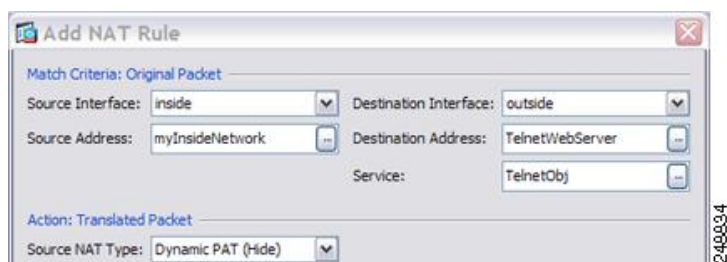 Add NAT Rule
Match Criteria: Original Packet
Source Interface: inside Destination Interface: outside
Source Address: myInsideNetwork ... Destination Address: TelnetWebServer ...
Service: TelnetObj ...
Action: Translated Packet
Source NAT Type: Dynamic PAT (Hide)
248834